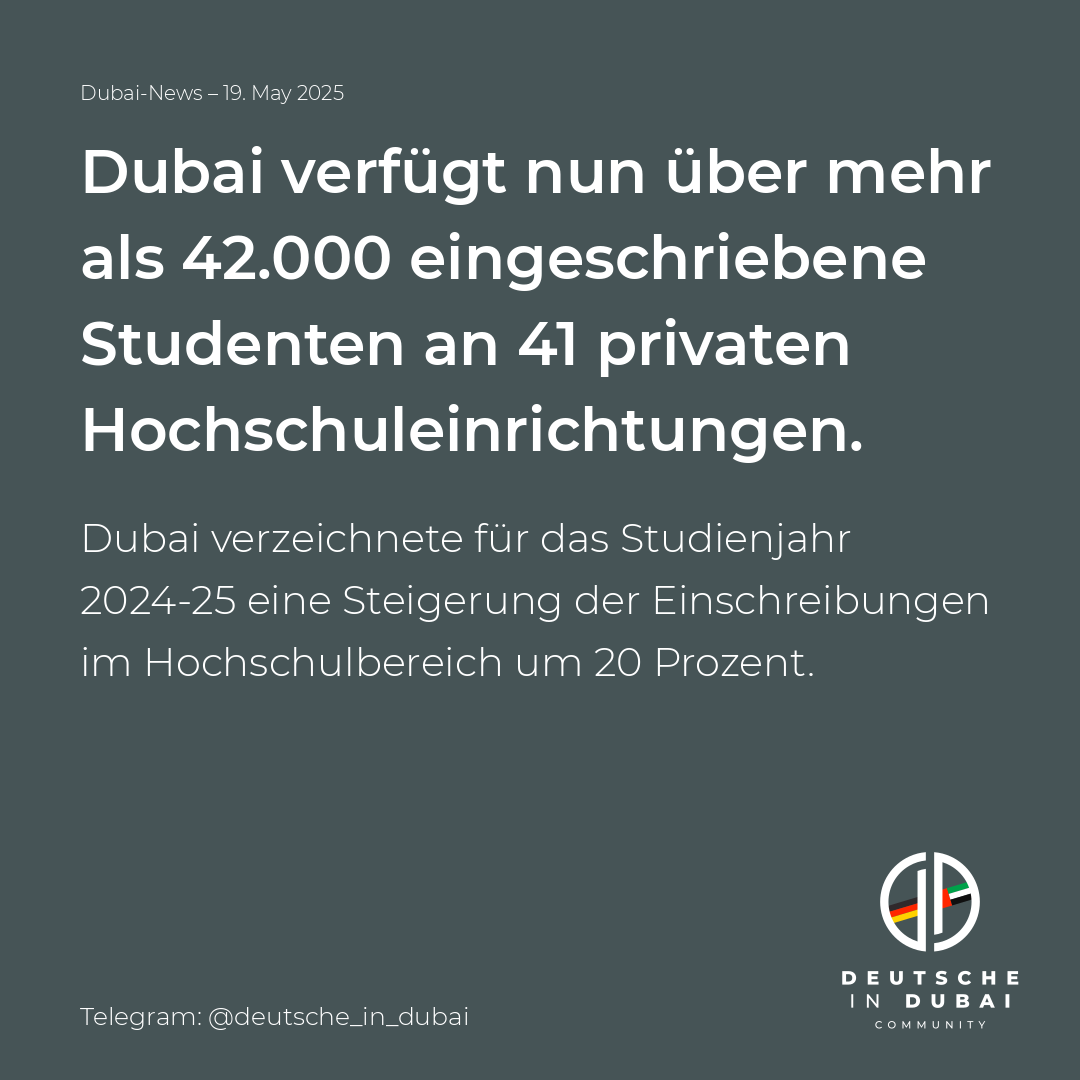 Dubai-News – 19. May 2025
Dubai verfügt nun über mehr
als 42.000 eingeschriebene
Studenten an 41 privaten
Hochschuleinrichtungen.
Dubai verzeichnete für das Studienjahr
2024-25 eine Steigerung der Einschreibungen
im Hochschulbereich um 20 Prozent.
DEUTSCHE
IN DUBAI
COMMUNITY
Telegram: @deutsche_in_dubai